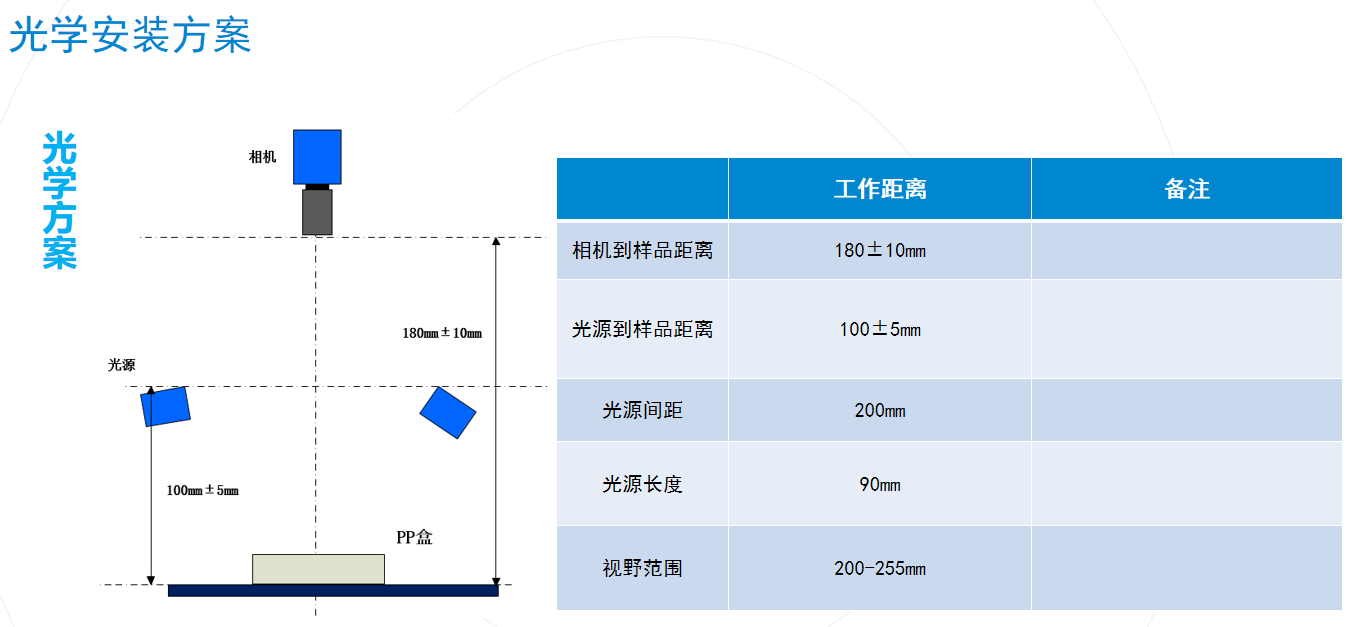 光学安装方案
光学方案
相机
180mm±10mm
光源
100mm±5mm
PP盒
工作距离 备注
相机到样品距离 180±10mm
光源到样品距离 100±5mm
光源间距 200mm
光源长度 90mm
视野范围 200-255mm